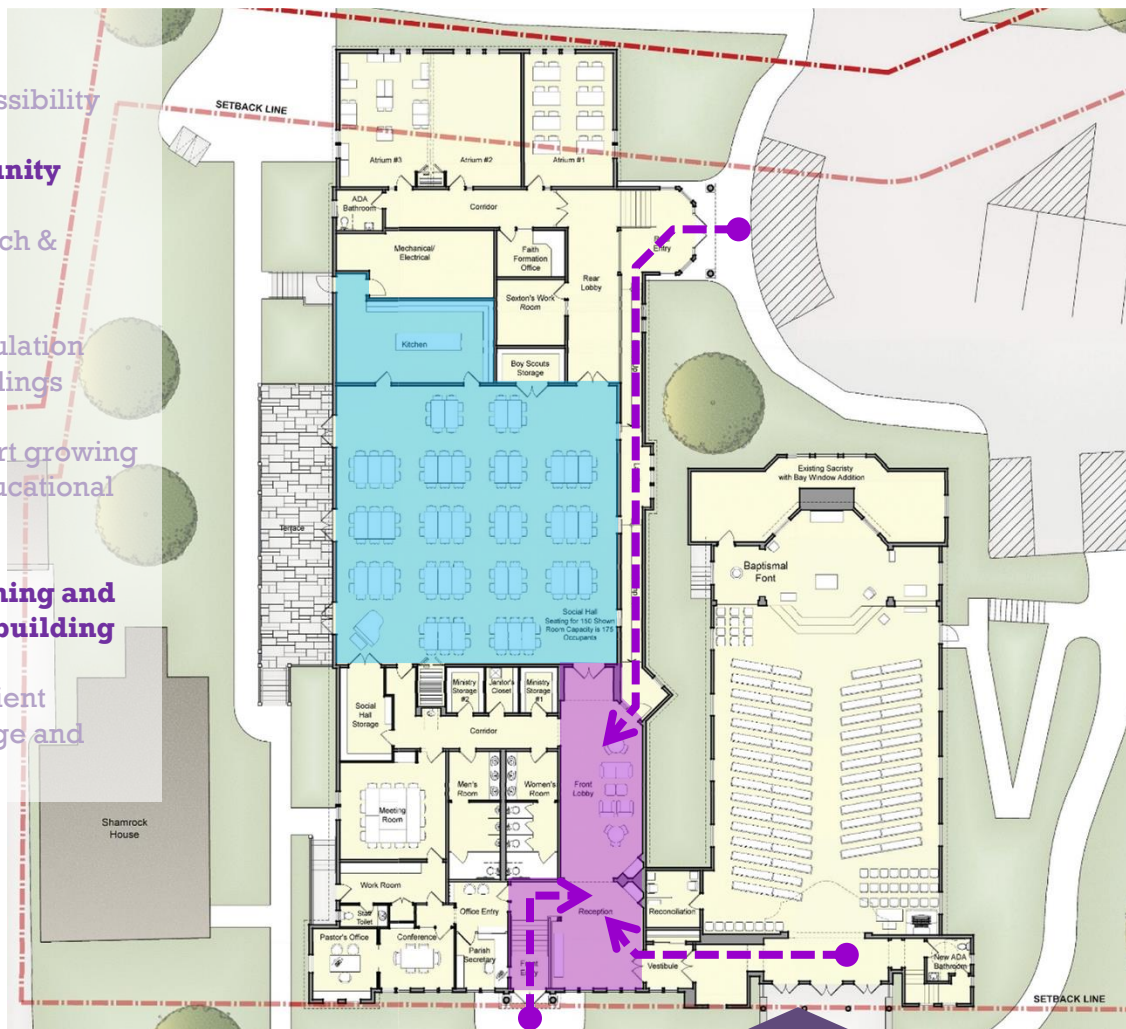 ssibility
unity
ch &
ulation
dings
rt growing
ucational
ning and
building
ient
ge and
SETBACK LINE
Atrium #3
Atrium #2
Atrium #1
ADA
Bathroom
Corridor
Entry
Mechanical/
Electrical
Faith
Formation
Office
Rear
Lobby
Sexton's Work
Room
Kitchen
Boy Scouts
Storage
Existing Sacristy
with Bay Window Addition
Terrace
Baptismal
Font
Social Hall
Seating for 150 Shown
Room Capacity is 175
Occupants
Social
Hall
Storage
Ministry
Storage
#2
Janitor's
Closet
Ministry
Storage
#1
Corridor
Men's
Room
Women's
Room
Front
Lobby
Meeting
Room
Shamrock
House
Work Room
Staff
Toilet
Office Entry
Reception
Reconciliation
Pastor's Office
Conference
Parish
Secretary
Front
Entry
Vestibule
New ADA
Bathroom
SETBACK LINE